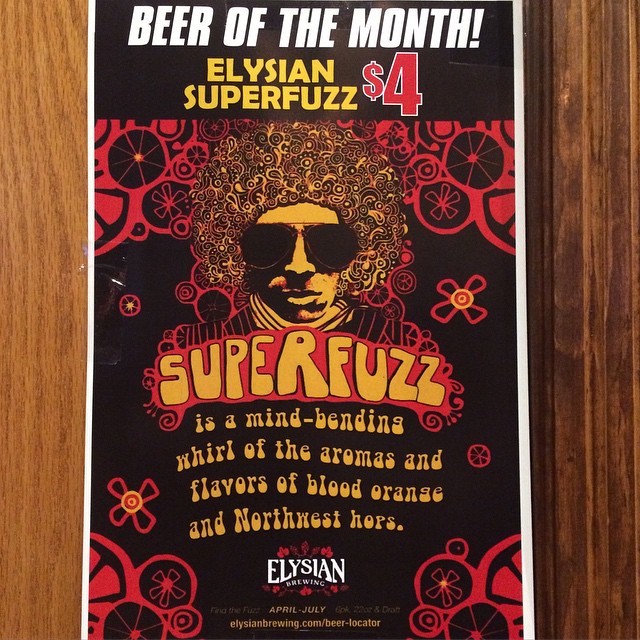 BEER OF THE MONTH!
ELYSIAN
SUPERFUZZ $4
SUPERFUZZ
is a mind-bending
whirl of the aromas and
flavors of blood orange
and Northwest hops.
ELYSIAN
BREWING
Find the Fuzz APRIL-JULY 6pk, 22oz & Draft
elysianbrewing.com/beer-locator